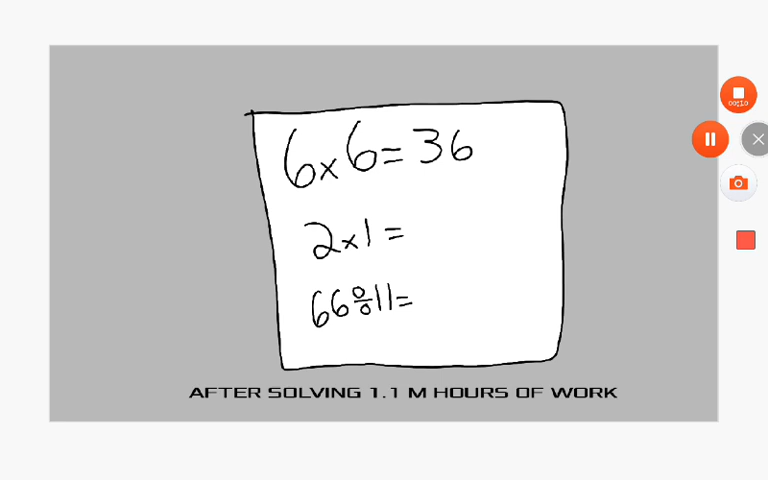 6x6=36
2x1=
66÷11=
AFTER SOLVING 1.1 M HOURS OF WORK